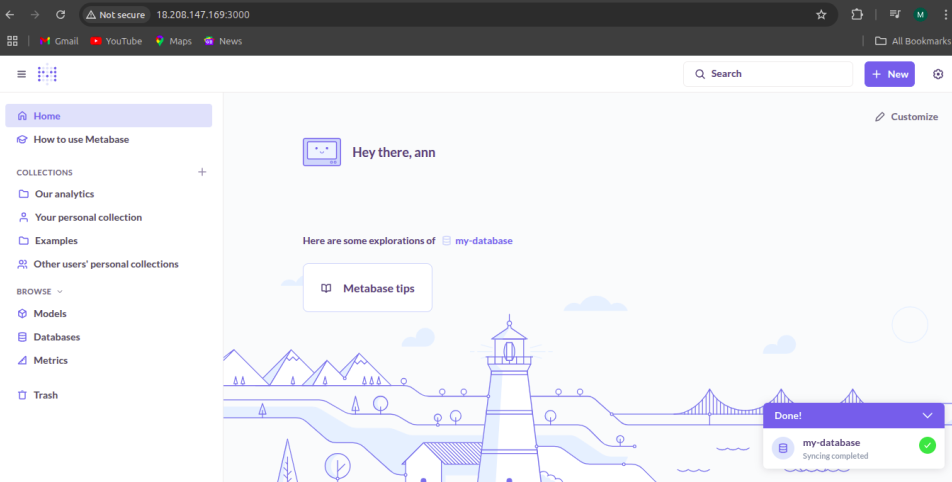 Not secure 18.208.147.169:3000
M
Gmail YouTube Maps News All Bookmarks
Search + New
Home
How to use Metabase
COLLECTIONS +
Our analytics
Your personal collection
Examples
Other users' personal collections
BROWSE
Models
Databases
Metrics
Trash
Customize
Hey there, ann
Here are some explorations of my-database
Metabase tips
Done!
my-database
Syncing completed